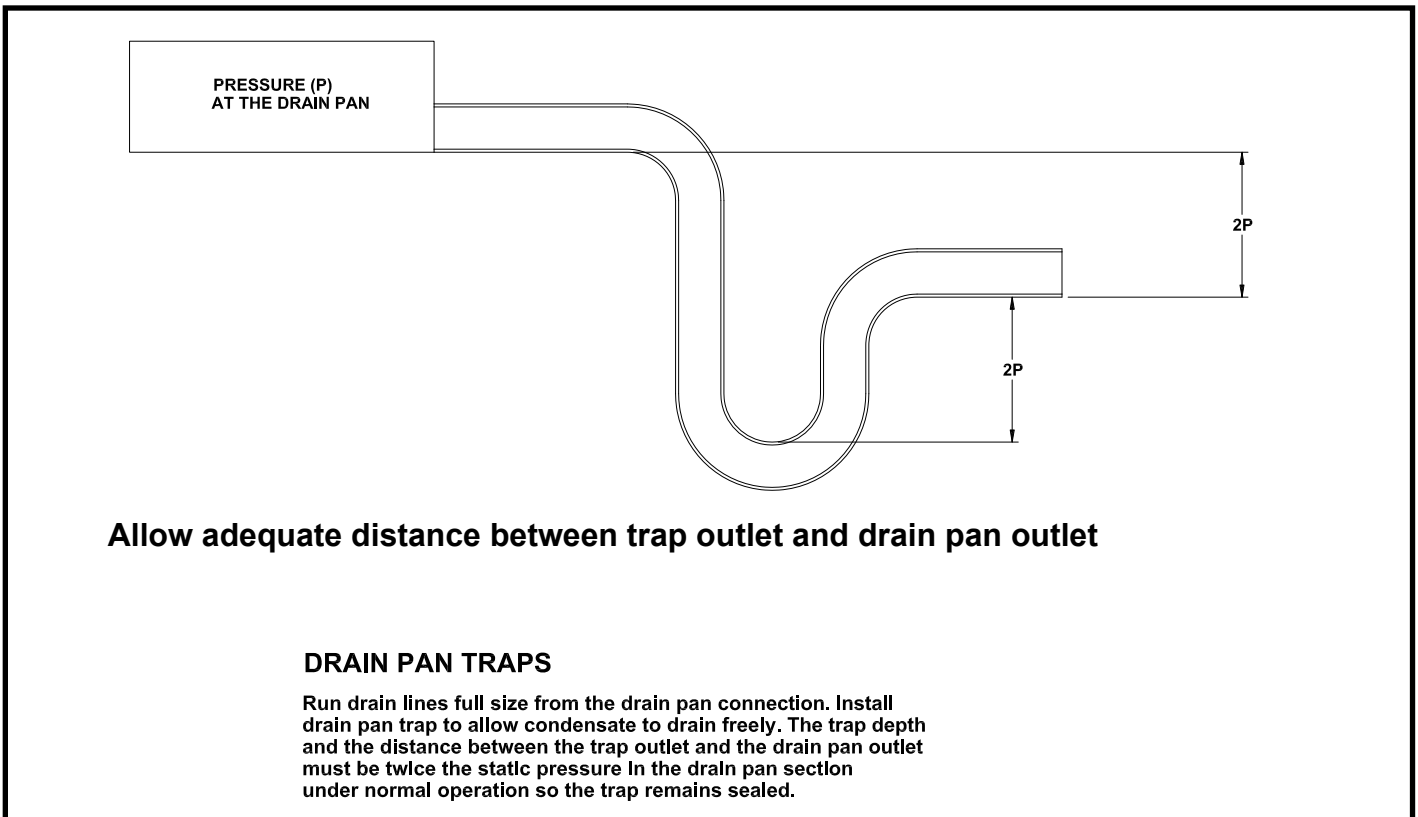 PRESSURE (P)
AT THE DRAIN PAN
2P
2P
Allow adequate distance between trap outlet and drain pan outlet
DRAIN PAN TRAPS
Run drain lines full size from the drain pan connection. Install
drain pan trap to allow condensate to drain freely. The trap depth
and the distance between the trap outlet and the drain pan outlet
must be twice the static pressure in the drain pan section
under normal operation so the trap remains sealed.